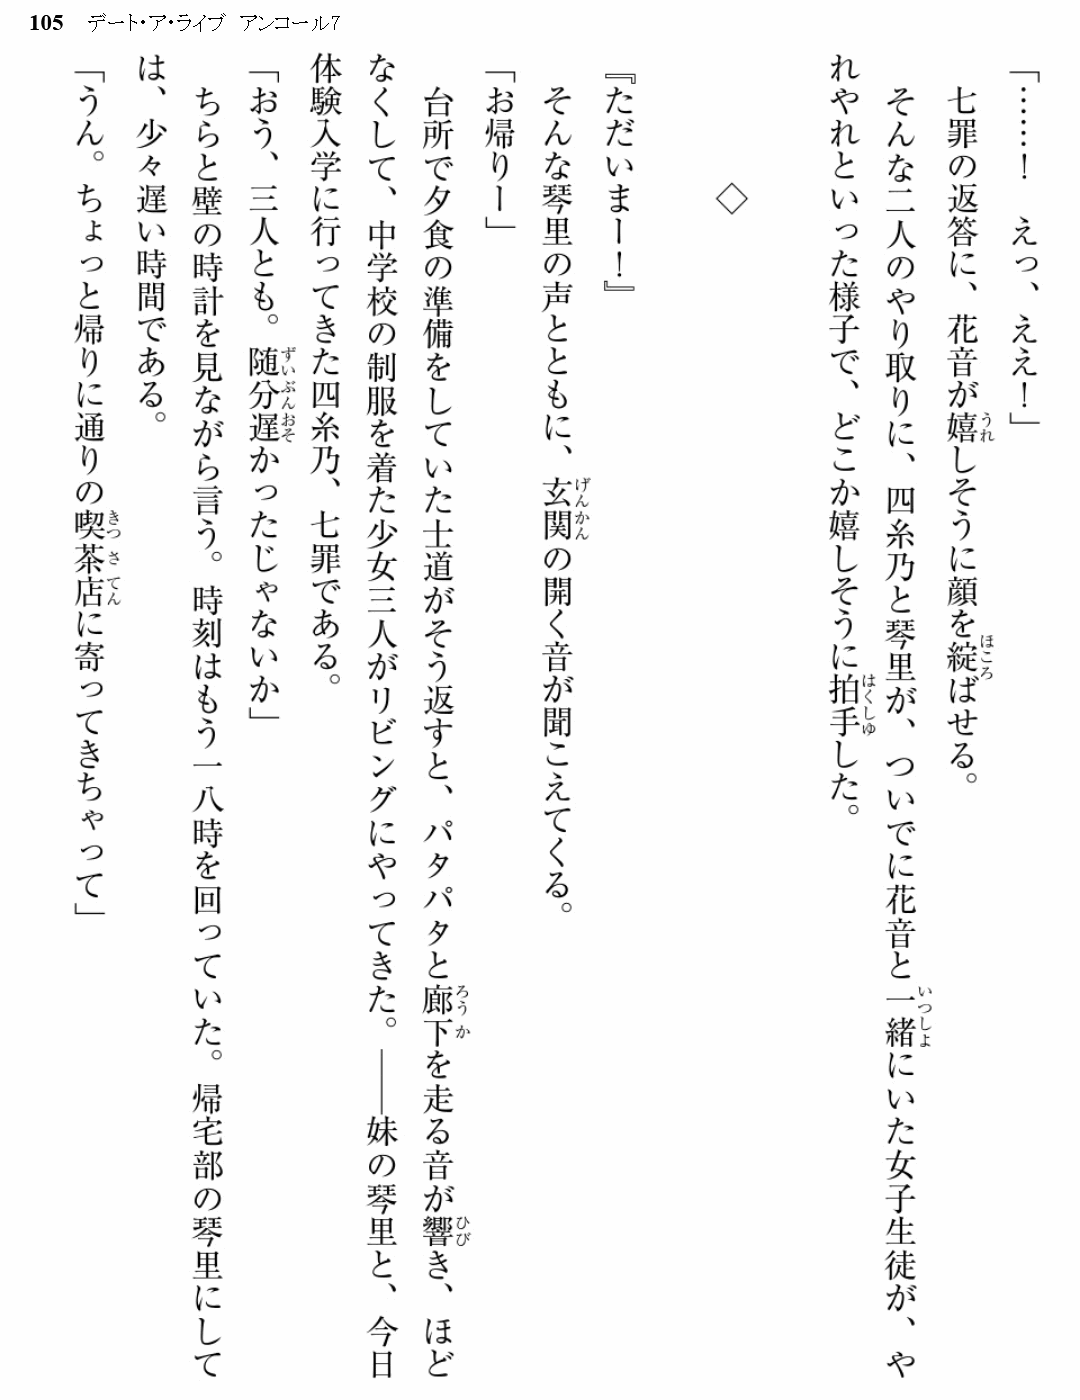 105 デート・ア・ライブ アンコール7
「……！　えっ、ええ！」
七罪の返答に、花音が嬉しそうに顔を綻ばせる。
そんな二人のやり取りに、四糸乃と琴里が、ついでに花音と一緒にいた女子生徒が、や
れやれといった様子で、どこか嬉しそうに拍手した。
◇
『ただいまー！』
そんな琴里の声とともに、玄関の開く音が聞こえてくる。
「お帰りー」
台所で夕食の準備をしていた士道がそう返すと、パタパタと廊下を走る音が響き、ほど
なくして、中学校の制服を着た少女三人がリビングにやってきた。――妹の琴里と、今日
体験入学に行ってきた四糸乃、七罪である。
「おう、三人とも。随分遅かったじゃないか」
ちらと壁の時計を見ながら言う。時刻はもう一八時を回っていた。帰宅部の琴里にして
は、少々遅い時間である。
「うん。ちょっと帰りに通りの喫茶店に寄ってきちゃって」